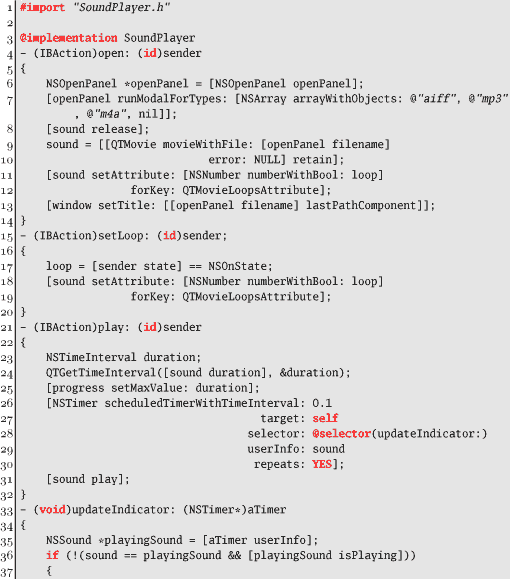 1 #import "SoundPlayer.h"
2
3 @implementation SoundPlayer
4 - (IBAction)open: (id)sender
5 {
6     NSOpenPanel *openPanel = [NSOpenPanel openPanel];
7     [openPanel runModalForTypes: [NSArray arrayWithObjects: @"aiff", @"mp3"
          , @"m4a", nil]];
8     [sound release];
9     sound = [[QTMovie movieWithFile: [openPanel filename]
10                             error: NULL] retain];
11     [sound setAttribute: [NSNumber numberWithBool: loop]
12                 forKey: QTMovieLoopsAttribute];
13     [window setTitle: [[openPanel filename] lastPathComponent]];
14 }
15 - (IBAction)setLoop: (id)sender;
16 {
17     loop = [sender state] == NSOnState;
18     [sound setAttribute: [NSNumber numberWithBool: loop]
19                 forKey: QTMovieLoopsAttribute];
20 }
21 - (IBAction)play: (id)sender
22 {
23     NSTimeInterval duration;
24     QTGetTimeInterval([sound duration], &duration);
25     [progress setMaxValue: duration];
26     [NSTimer scheduledTimerWithTimeInterval: 0.1
27                                      target: self
28                                    selector: @selector(updateIndicator:)
29                                    userInfo: sound
30                                     repeats: YES];
31     [sound play];
32 }
33 - (void)updateIndicator: (NSTimer*)aTimer
34 {
35     NSSound *playingSound = [aTimer userInfo];
36     if (!(sound == playingSound && [playingSound isPlaying]))
37     {